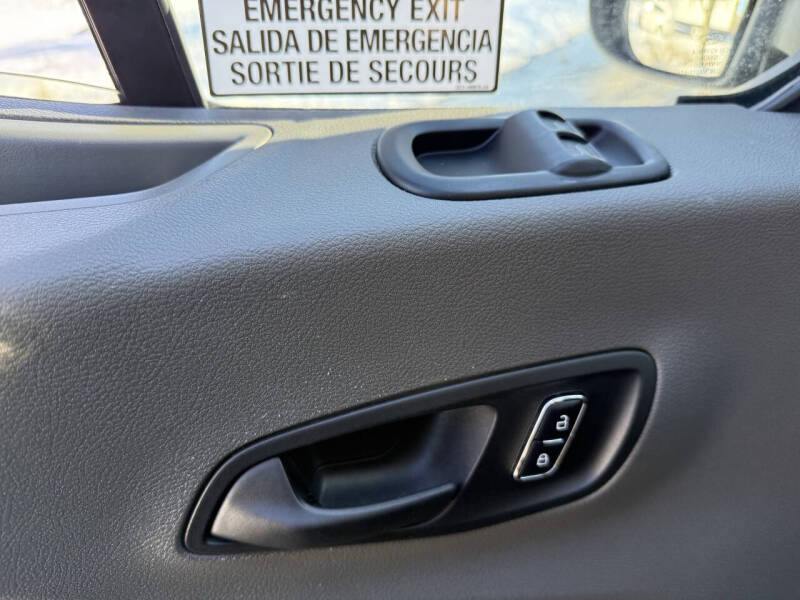 EMERGENCY EXIT
SALIDA DE EMERGENCIA
SORTIE DE SECOURS